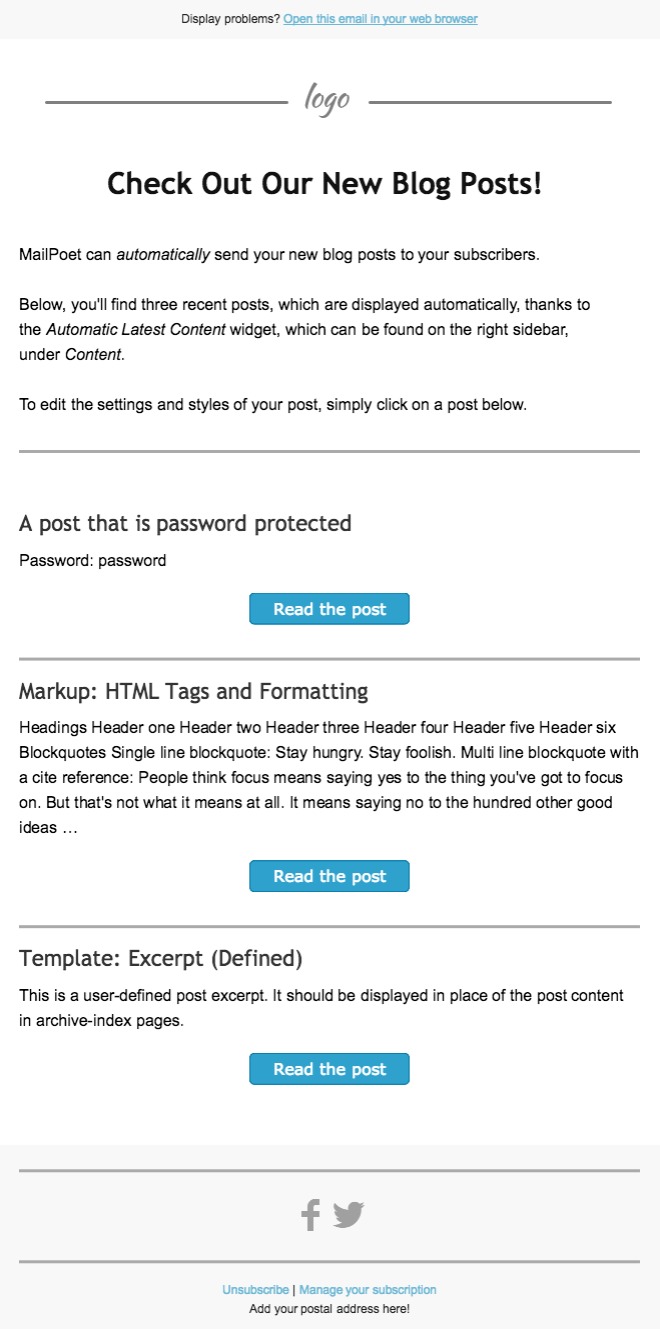 Display problems? Open this email in your web browser
logo
Check Out Our New Blog Posts!
MailPoet can automatically send your new blog posts to your subscribers.
Below, you'll find three recent posts, which are displayed automatically, thanks to
the Automatic Latest Content widget, which can be found on the right sidebar,
under Content.
To edit the settings and styles of your post, simply click on a post below.
A post that is password protected
Password: password
Read the post
Markup: HTML Tags and Formatting
Headings Header one Header two Header three Header four Header five Header six
Blockquotes Single line blockquote: Stay hungry. Stay foolish. Multi line blockquote with
a cite reference: People think focus means saying yes to the thing you've got to focus
on. But that's not what it means at all. It means saying no to the hundred other good
ideas …
Read the post
Template: Excerpt (Defined)
This is a user-defined post excerpt. It should be displayed in place of the post content
in archive-index pages.
Read the post
Unsubscribe | Manage your subscription
Add your postal address here!